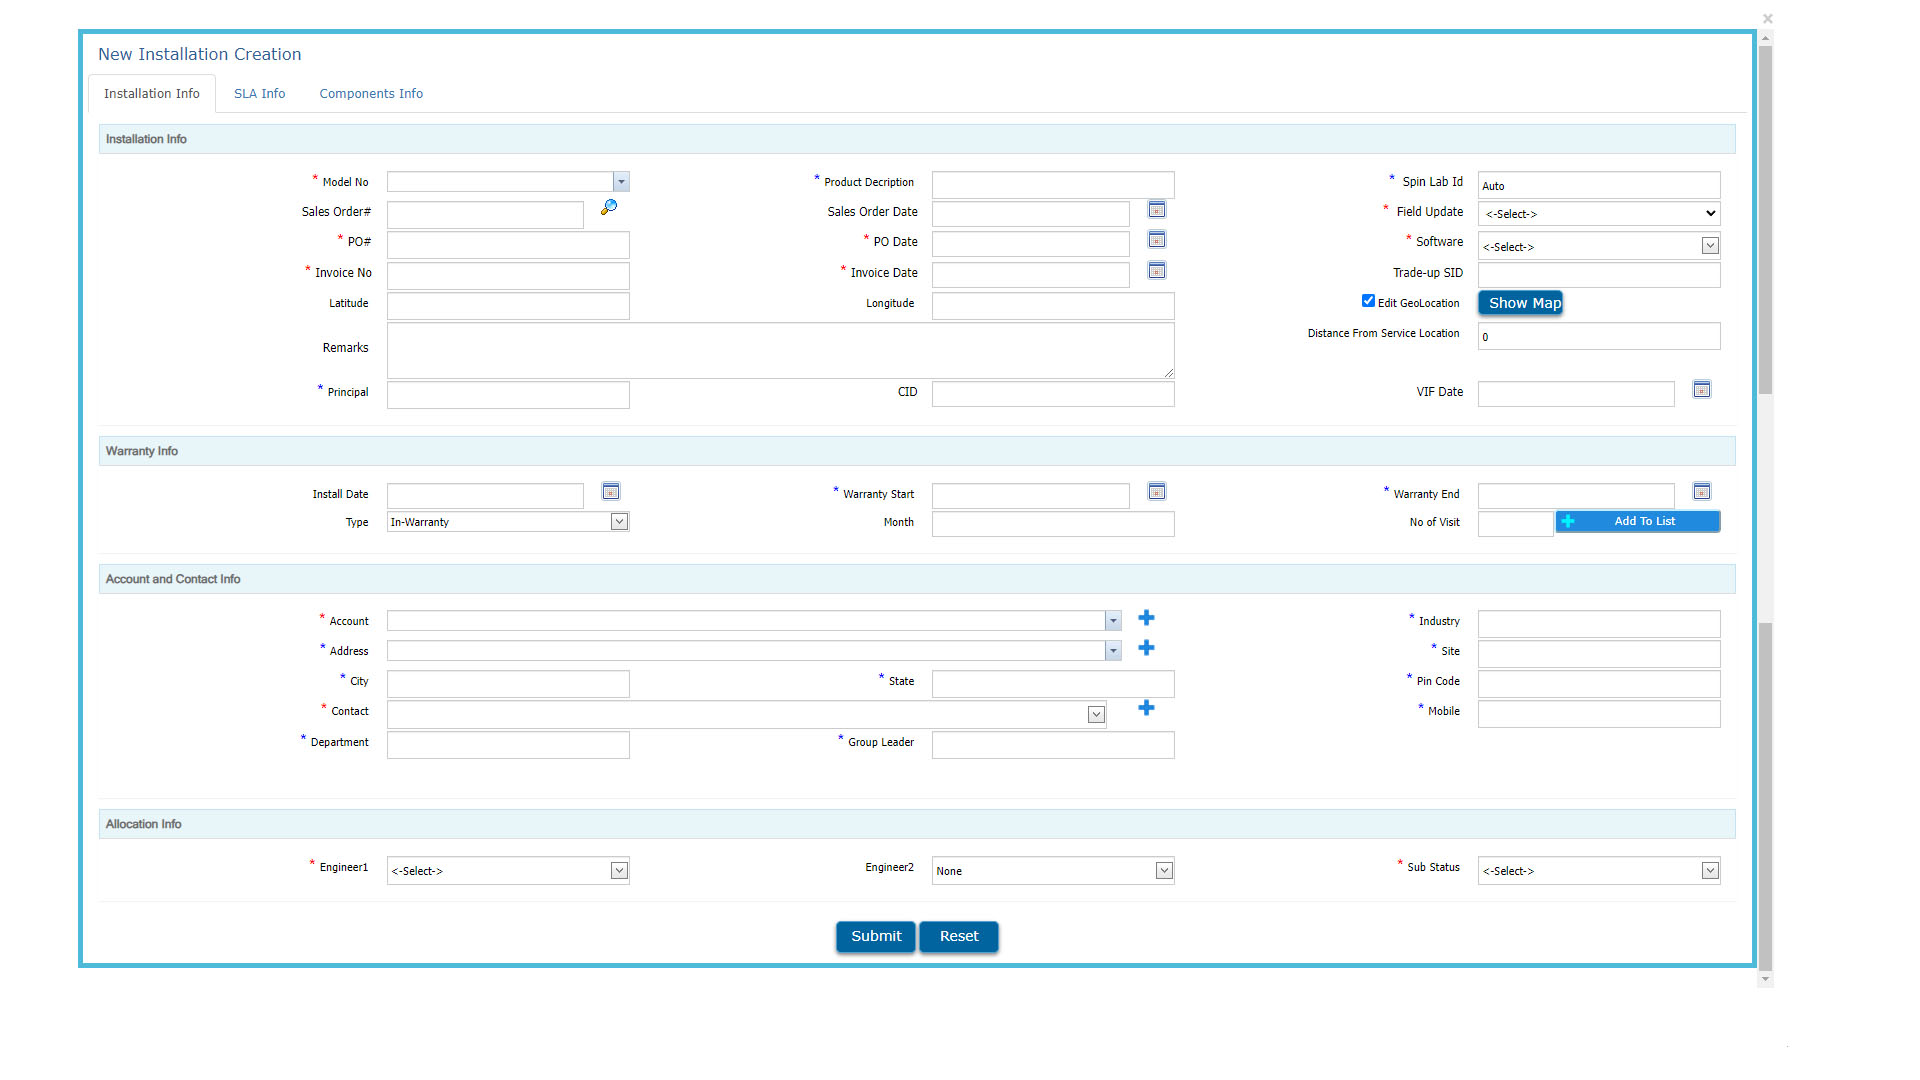 New Installation Creation
Installation Info SLA Info Components Info
Installation Info
* Model No * Product Decription * Spin Lab Id Auto
Sales Order# Sales Order Date * Field Update <-Select->
* PO# * PO Date * Software <-Select->
* Invoice No * Invoice Date Trade-up SID
Latitude Longitude Edit GeoLocation Show Map
Remarks Distance From Service Location 0
* Principal CID VIF Date
Warranty Info
Install Date * Warranty Start * Warranty End
Type In-Warranty Month No of Visit Add To List
Account and Contact Info
* Account * Industry
* Address * Site
* City * State * Pin Code
* Contact * Mobile
* Department * Group Leader
Allocation Info
* Engineer1 <-Select-> Engineer2 None * Sub Status <-Select->
Submit Reset